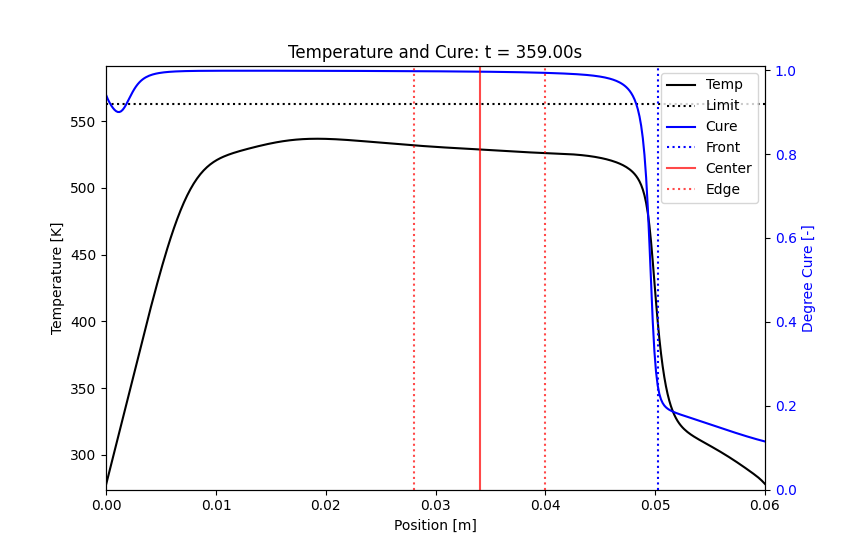 Temperature and Cure: t = 359.00s
Temperature [K]
550
500
450
400
350
300
0.00
0.01
0.02
0.03
0.04
0.05
0.06
Position [m]
1.0
0.8
0.6
0.4
0.2
0.0
Degree Cure [-]
Temp
Limit
Cure
Front
Center
Edge